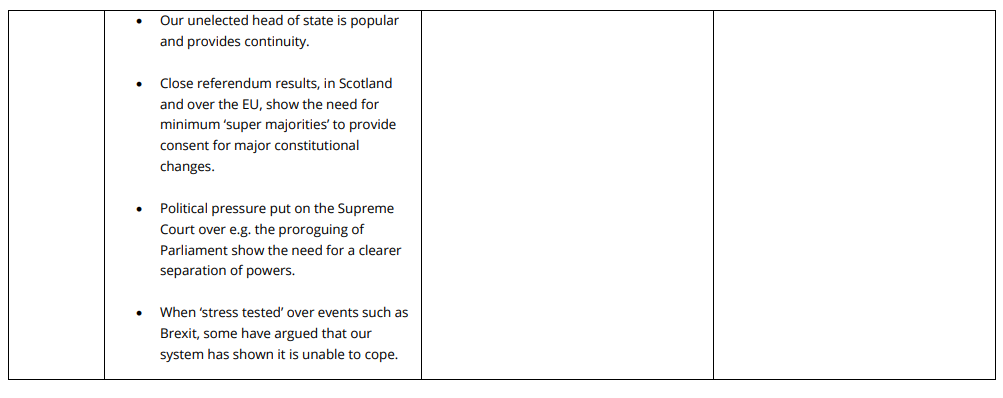 • Our unelected head of state is popular
and provides continuity.
• Close referendum results, in Scotland
and over the EU, show the need for
minimum ‘super majorities’ to provide
consent for major constitutional
changes.
• Political pressure put on the Supreme
Court over e.g. the proroguing of
Parliament show the need for a clearer
separation of powers.
• When ‘stress tested’ over events such as
Brexit, some have argued that our
system has shown it is unable to cope.